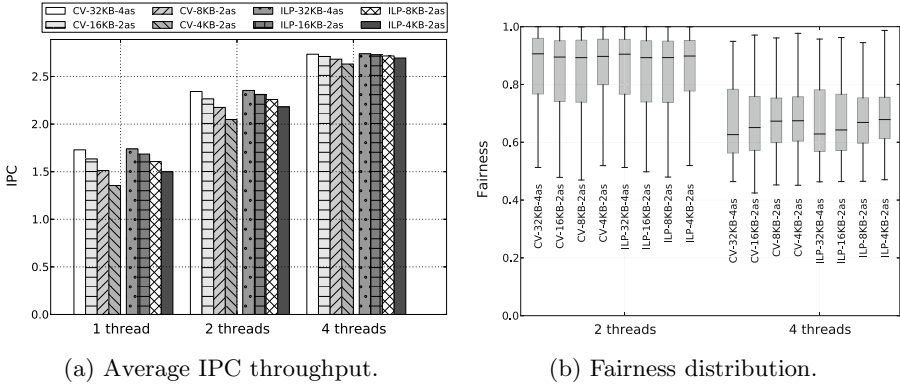 CV-32KB-4as CV-8KB-2as ILP-32KB-4as ILP-8KB-2as
CV-16KB-2as CV-4KB-2as ILP-16KB-2as ILP-4KB-2as
IPC
2.5
2.0
1.5
1.0
0.5
0.0
1 thread 2 threads 4 threads
(a) Average IPC throughput.
Fairness
1.0
0.8
0.6
0.4
0.2
0.0
CV-32KB-4as
CV-16KB-2as
CV-8KB-2as
CV-4KB-2as
ILP-32KB-4as
ILP-16KB-2as
ILP-8KB-2as
ILP-4KB-2as
CV-32KB-4as
CV-16KB-2as
CV-8KB-2as
CV-4KB-2as
ILP-32KB-4as
ILP-16KB-2as
ILP-8KB-2as
ILP-4KB-2as
2 threads 4 threads
(b) Fairness distribution.